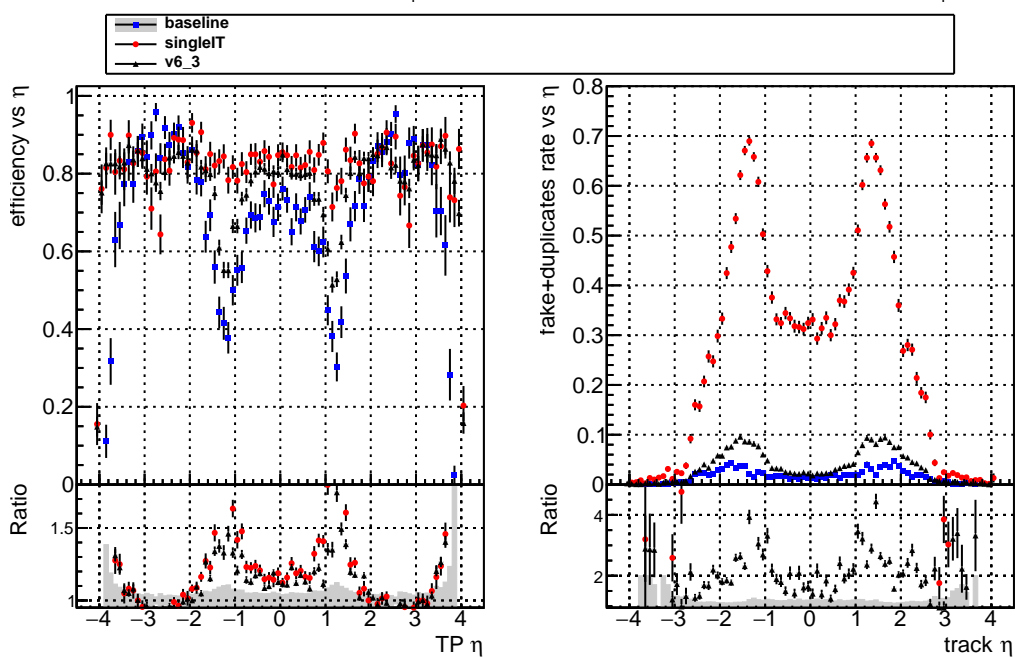 baseline
singleIT
v6_3
efficiency vs η
1
0.8
0.6
0.4
0.2
0
Ratio
1.5
1
−4 −3 −2 −1 0 1 2 3 4
TP η
fake+duplicates rate vs η
0.8
0.7
0.6
0.5
0.4
0.3
0.2
0.1
0
Ratio
4
2
−4 −3 −2 −1 0 1 2 3 4
track η